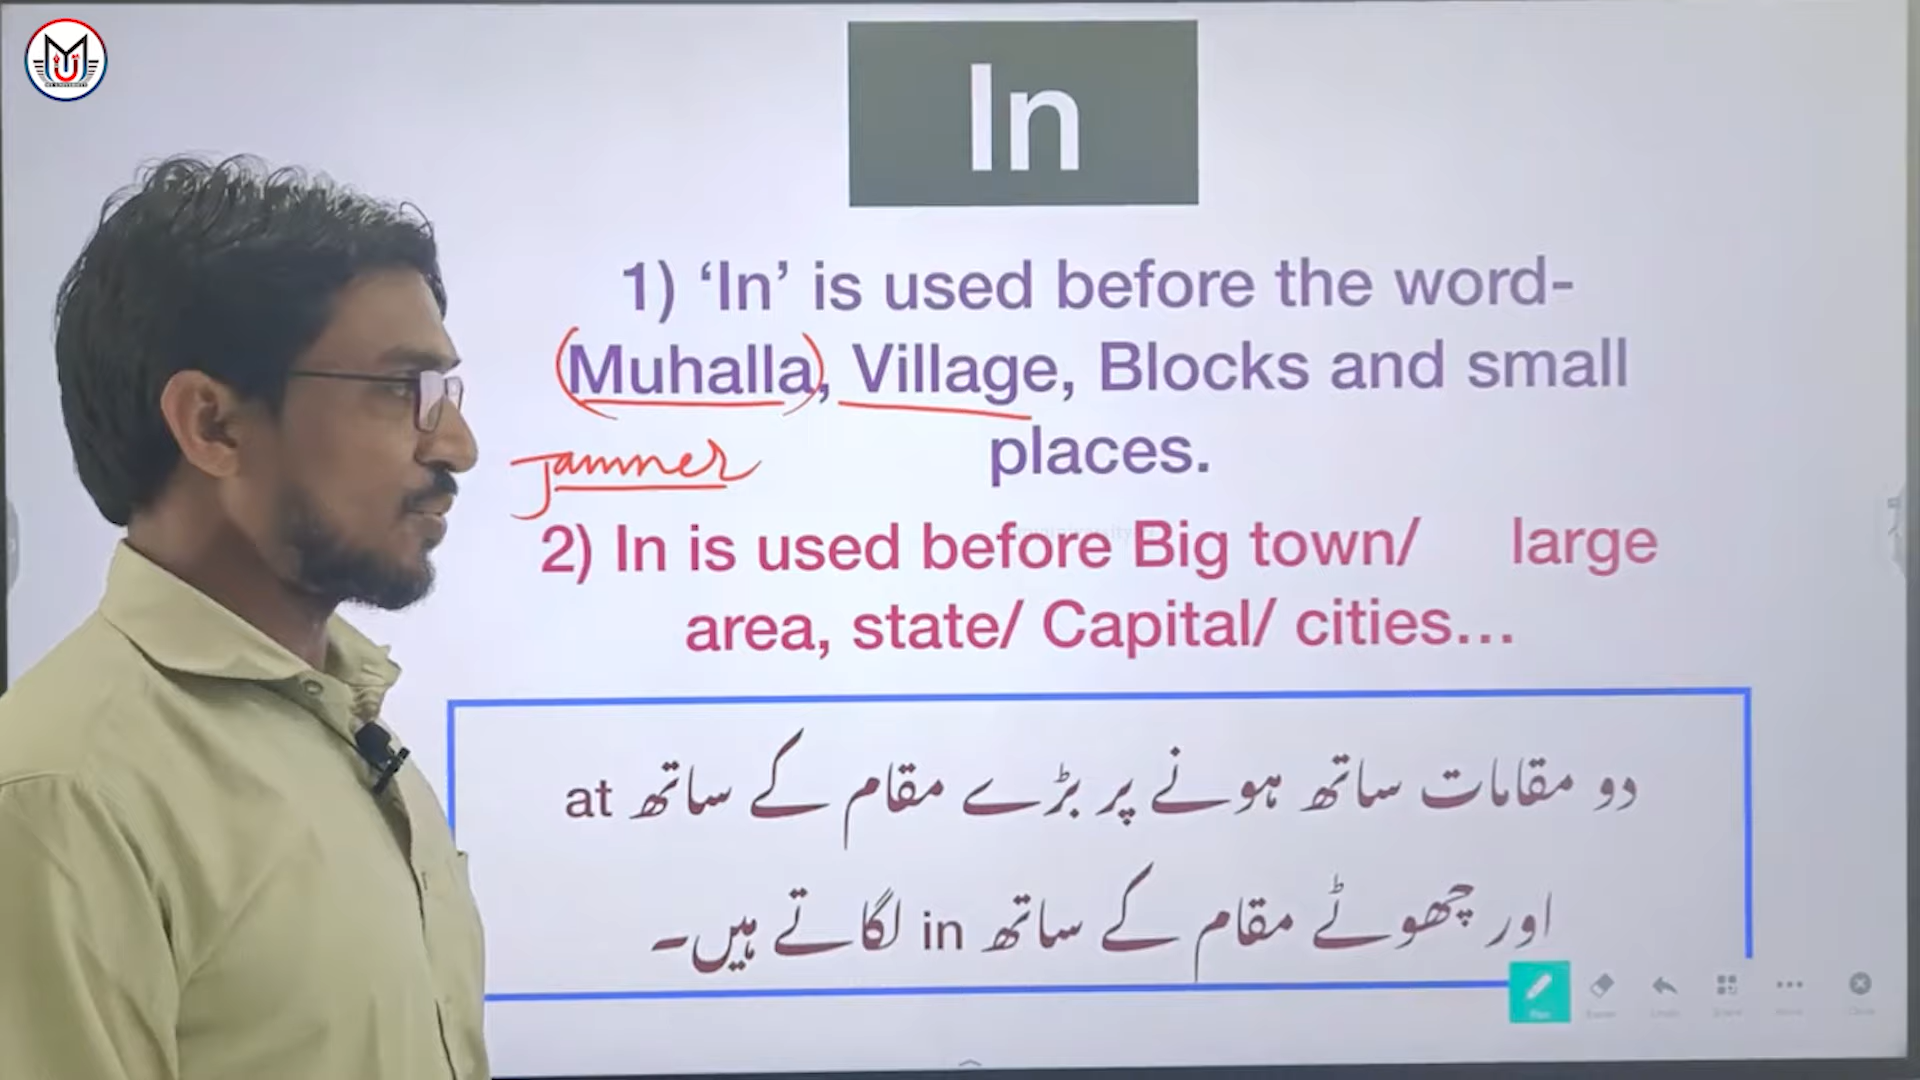 In
1) ‘In’ is used before the word-
(Muhalla), Village, Blocks and small
places.
Jamner
2) In is used before Big town/ large
area, state/ Capital/ cities...
دو مقامات ساتھ ہونے پر بڑے مقام کے ساتھ at
اور چھوٹے مقام کے ساتھ in لگاتے ہیں۔